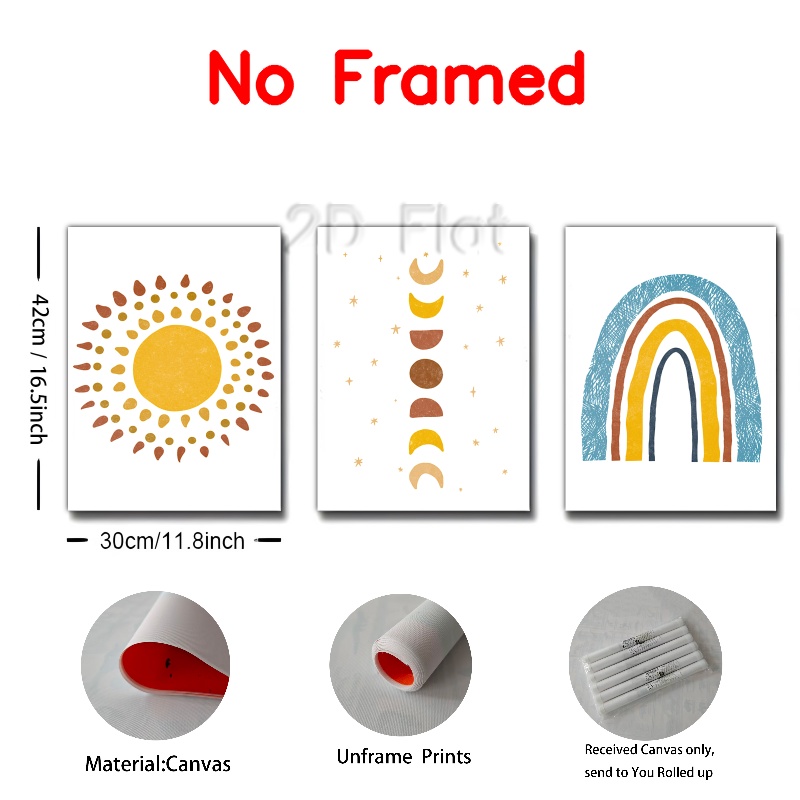 No Framed
2D Flat
42cm / 16.5inch
30cm/11.8inch
Material:Canvas
Unframe Prints
Received Canvas only,
send to You Rolled up